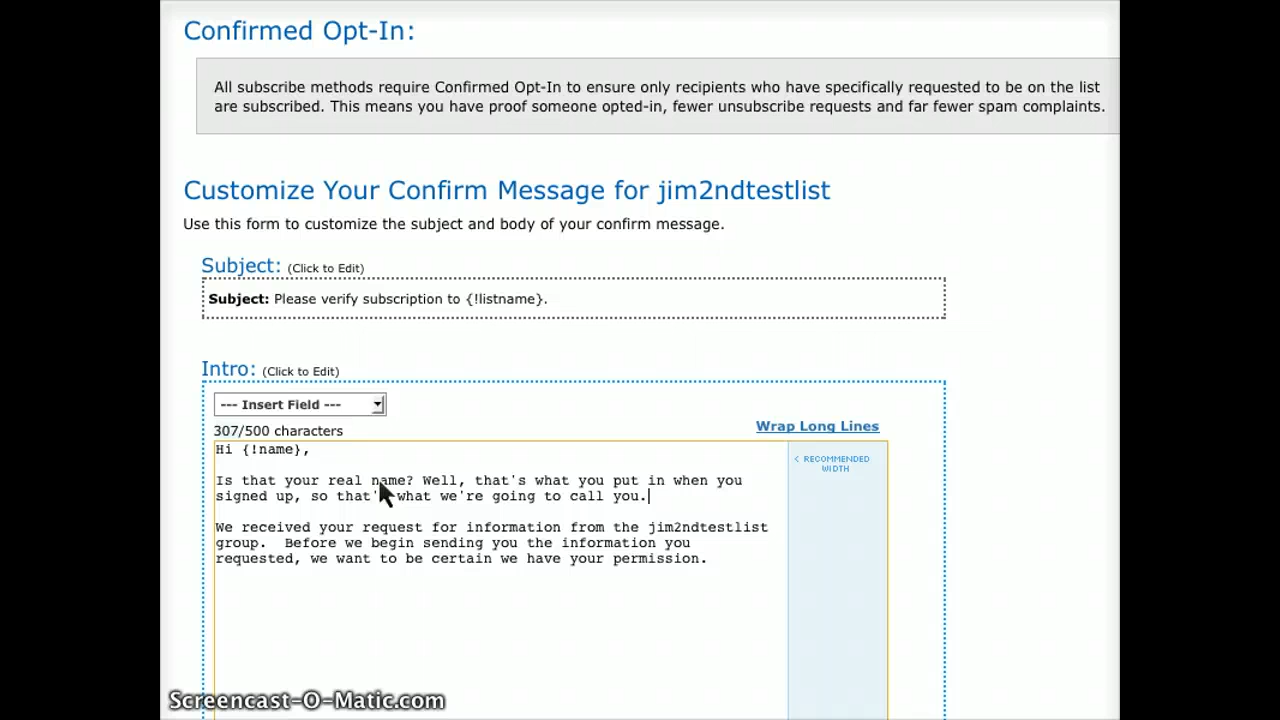 Confirmed Opt-In:
All subscribe methods require Confirmed Opt-In to ensure only recipients who have specifically requested to be on the list
are subscribed. This means you have proof someone opted-in, fewer unsubscribe requests and far fewer spam complaints.
Customize Your Confirm Message for jim2ndtestlist
Use this form to customize the subject and body of your confirm message.
Subject: (Click to Edit)
Subject: Please verify subscription to {!listname}.
Intro: (Click to Edit)
--- Insert Field ---
307/500 characters
Wrap Long Lines
Hi {!name},
< RECOMMENDED
WIDTH
Is that your real name? Well, that's what you put in when you
signed up, so that' what we're going to call you.
We received your request for information from the jim2ndtestlist
group.  Before we begin sending you the information you
requested, we want to be certain we have your permission.
Screencast-O-Matic.com